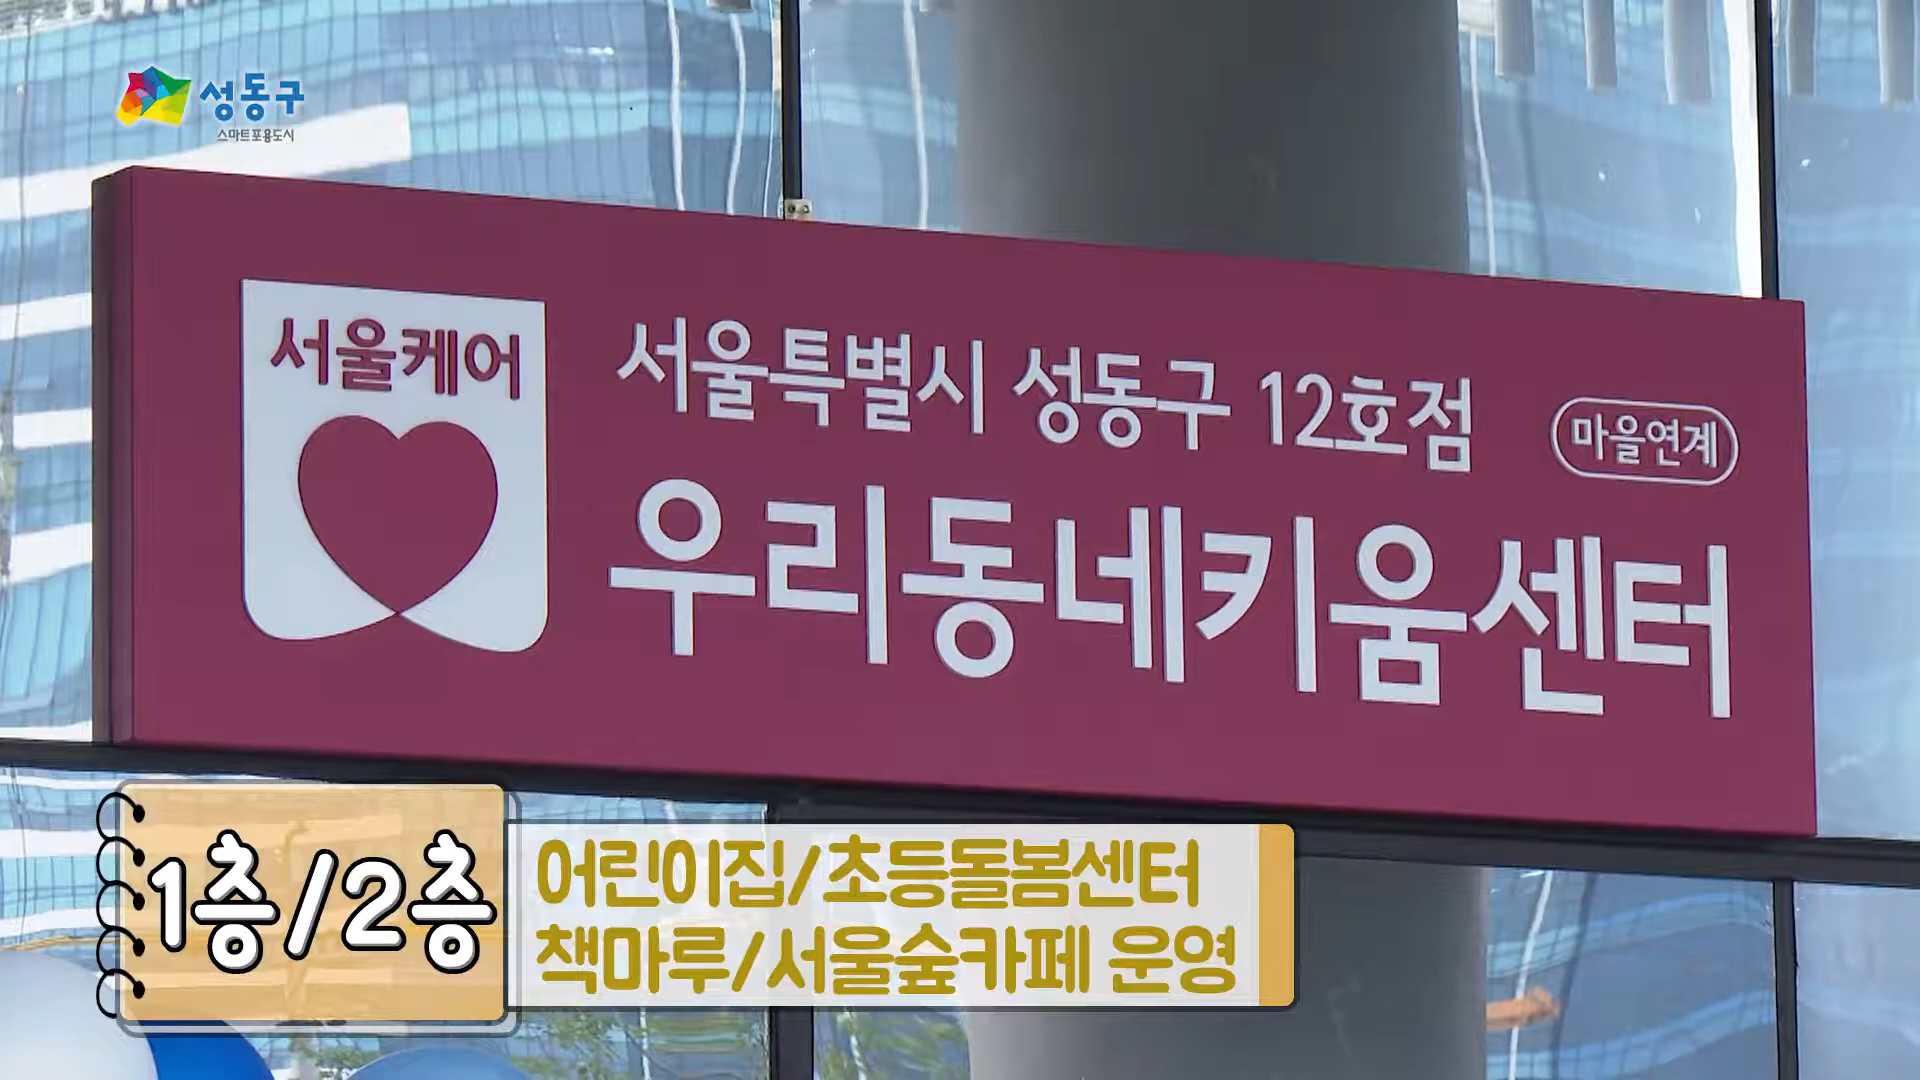 성동구
스마트포용도시
서울케어
서울특별시 성동구 12호점
마을연계
우리동네키움센터
1층/2층
어린이집/초등돌봄센터
책마루/서울숲카페 운영